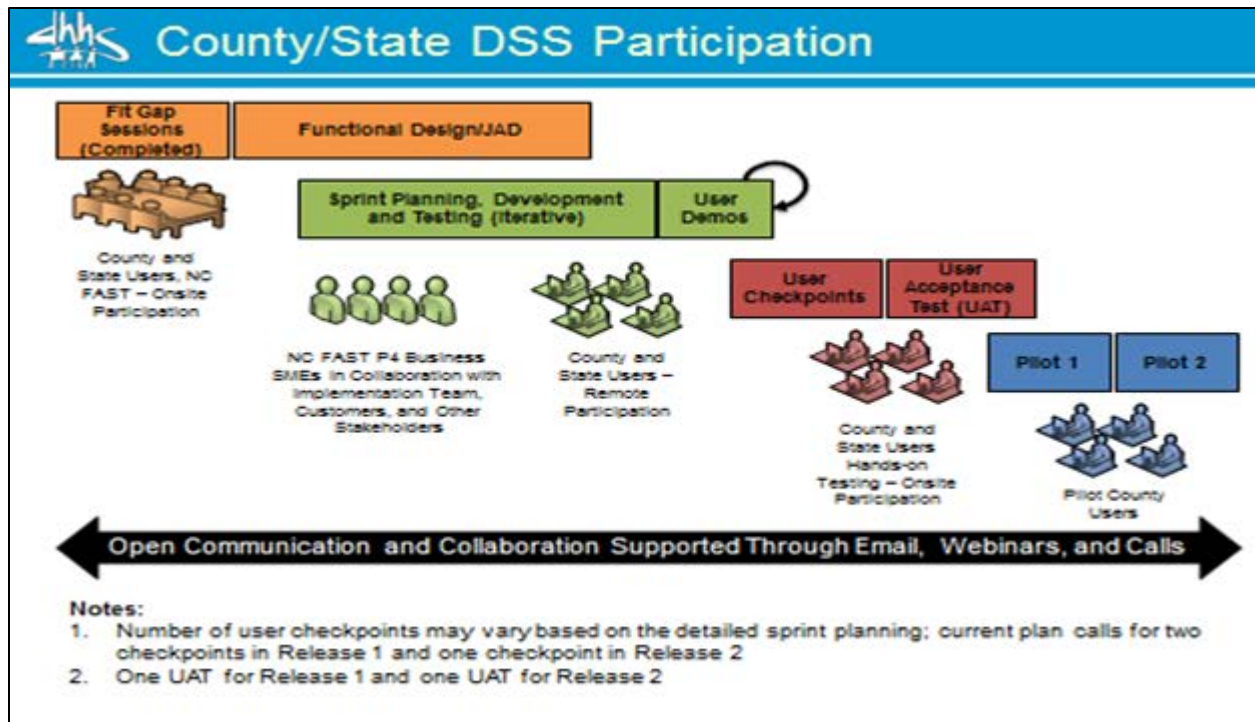 dhhs
County/State DSS Participation
Fit Gap
Sessions
(Completed)
Functional Design/JAD
Sprint Planning, Development
and Testing (Iterative)
User
Demos
County and
State Users, NC
FAST – Onsite
Participation
NC FAST P4 Business
SMEs in Collaboration with
Implementation Team,
Customers, and Other
Stakeholders
County and
State Users –
Remote
Participation
User
Checkpoints
User
Acceptance
Test (UAT)
County and
State Users
Hands-on
Testing – Onsite
Participation
Pilot 1
Pilot 2
Pilot County
Users
Open Communication and Collaboration Supported Through Email, Webinars, and Calls
Notes:
1. Number of user checkpoints may vary based on the detailed sprint planning; current plan calls for two
checkpoints in Release 1 and one checkpoint in Release 2
2. One UAT for Release 1 and one UAT for Release 2